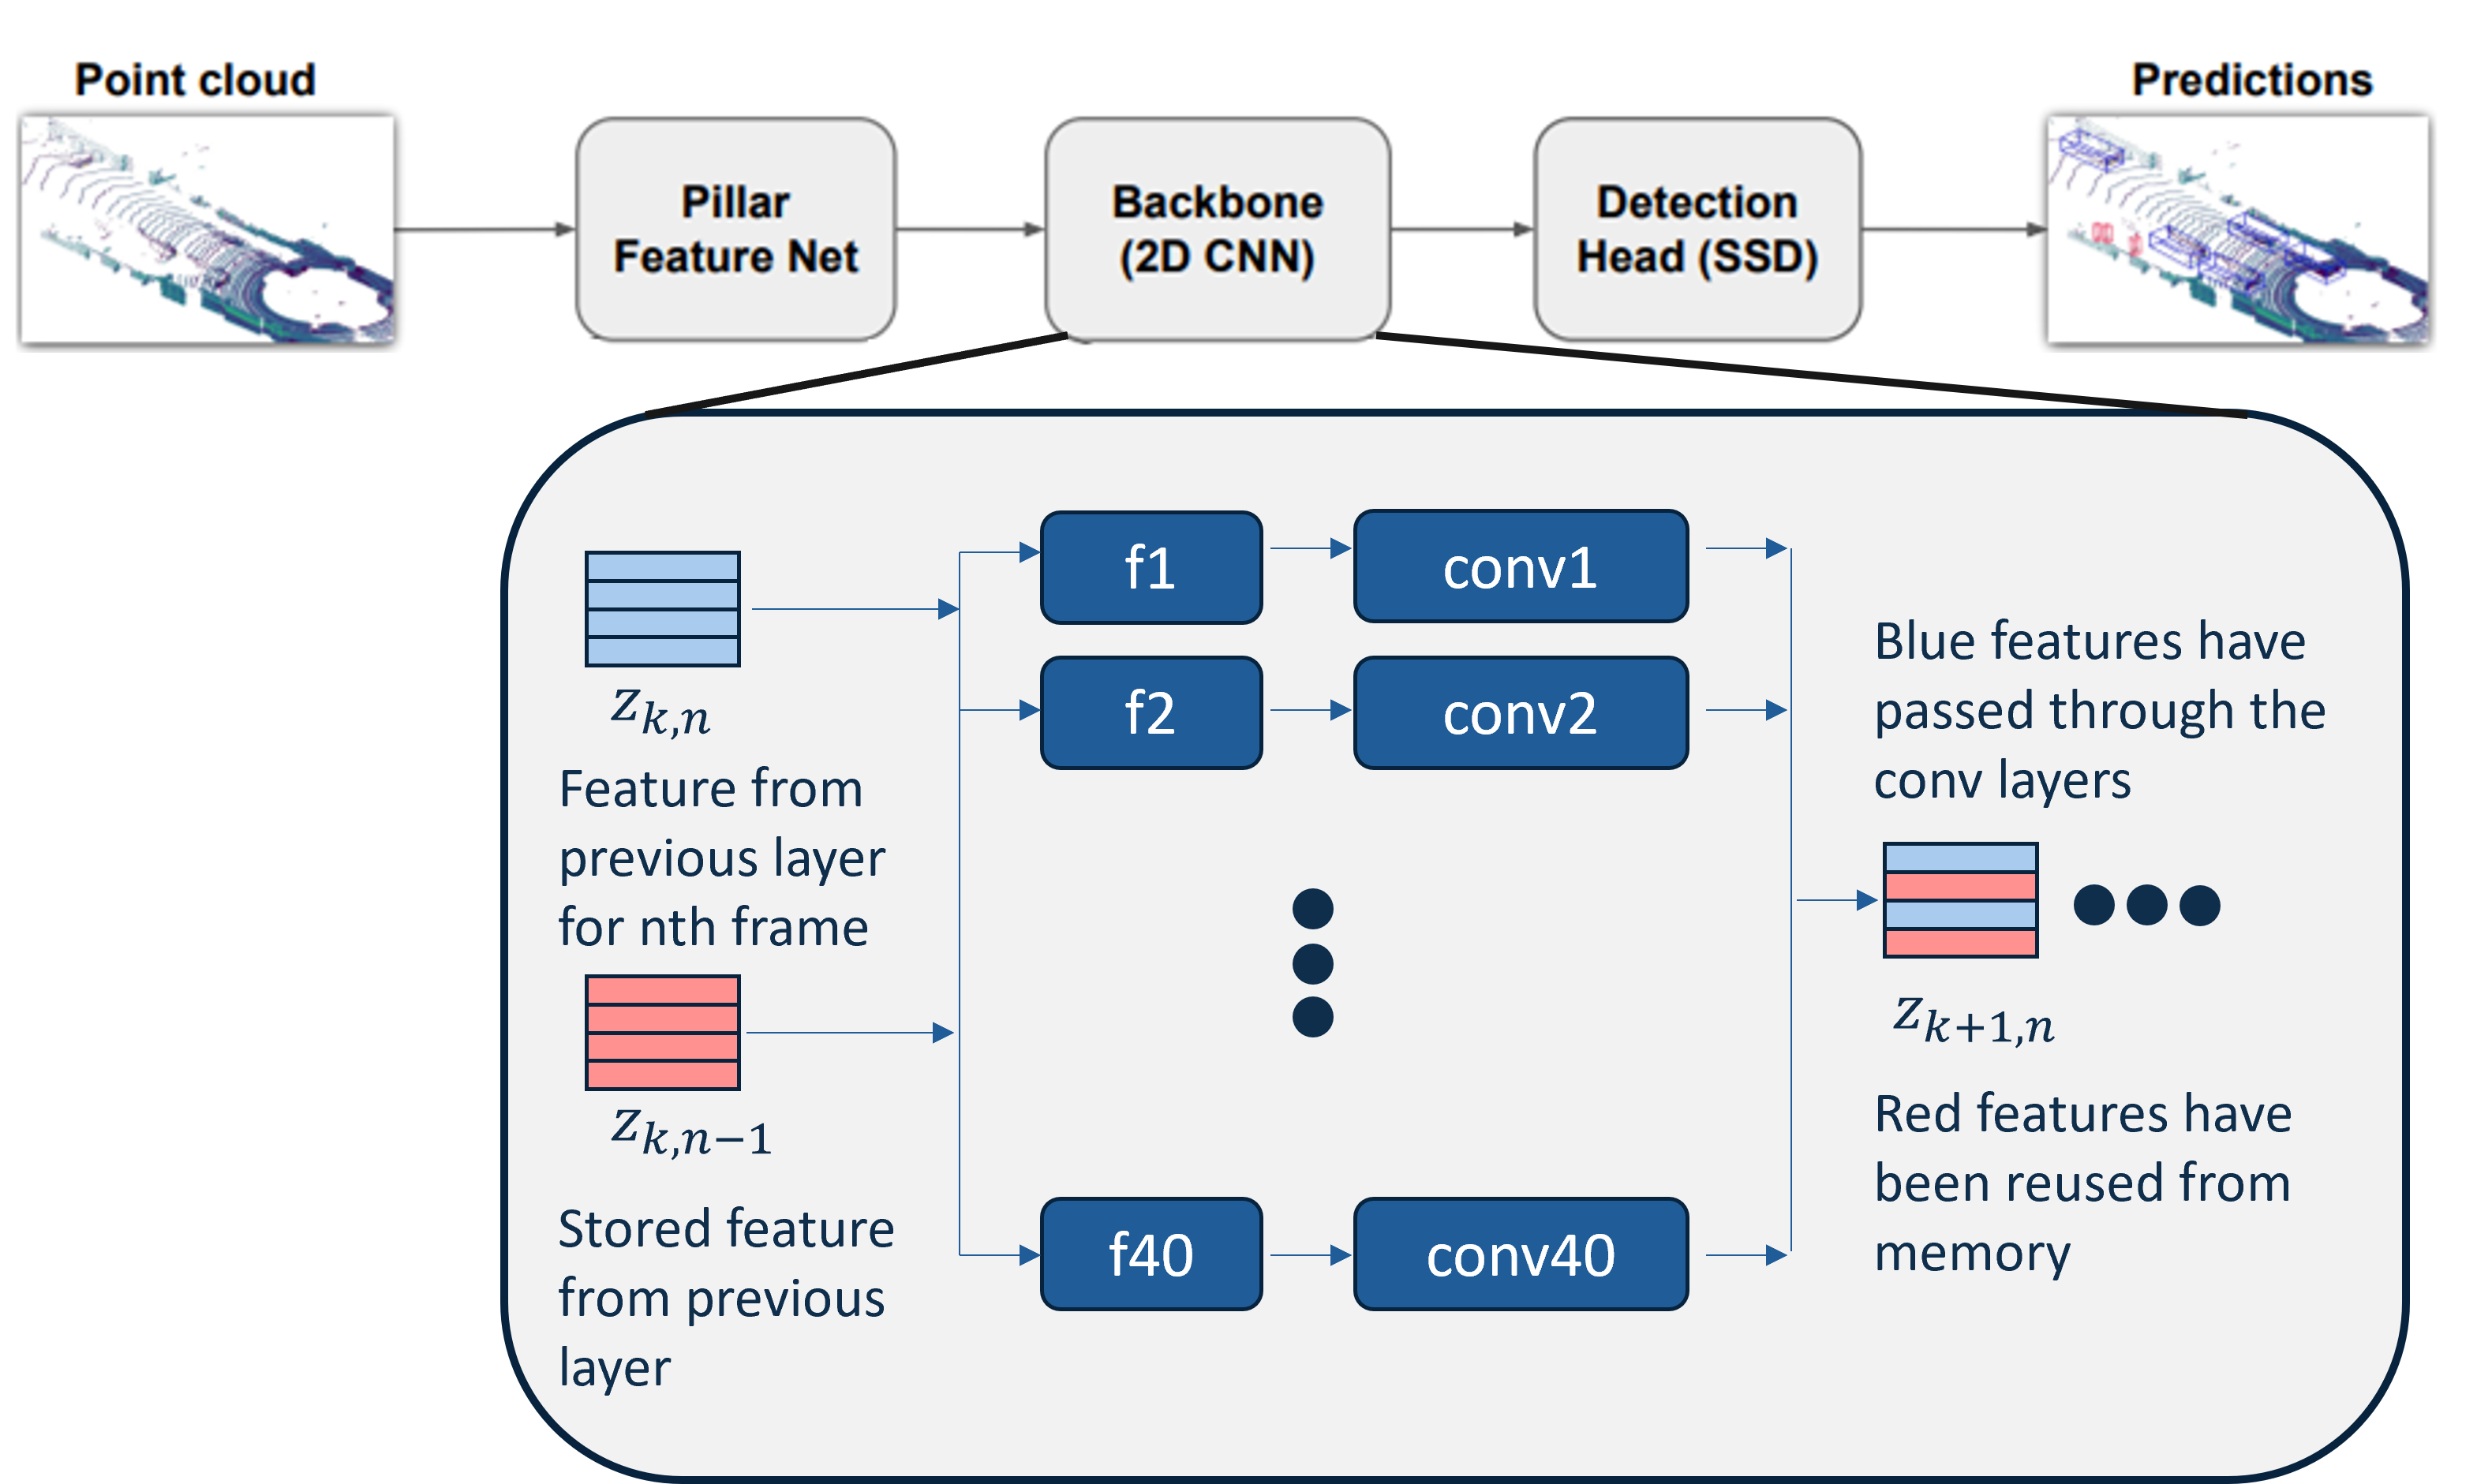 Point cloud
Predictions
Pillar
Feature Net
Backbone
(2D CNN)
Detection
Head (SSD)
f1
conv1
f2
conv2
f40
conv40
z_{k,n}
Feature from
previous layer
for nth frame
z_{k,n−1}
Stored feature
from previous
layer
Blue features have
passed through the
conv layers
z_{k+1,n}
Red features have
been reused from
memory